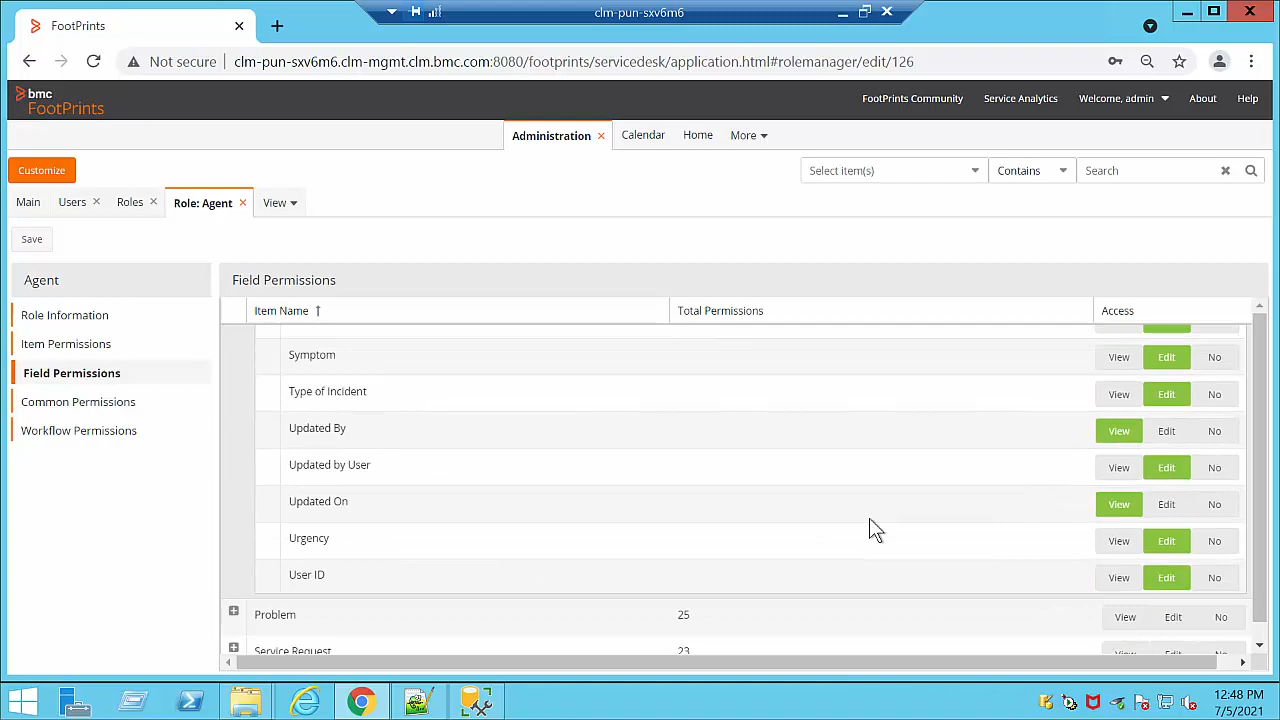 clm-pun-sxv6m6
FootPrints
Not secure clm-pun-sxv6m6.clm-mgmt.clm.bmc.com:8080/footprints/servicedesk/application.html#rolemanager/edit/126
bmc
FootPrints
FootPrints Community Service Analytics Welcome, admin About Help
Administration Calendar Home More
Customize
Select item(s) Contains Search
Main Users Roles Role: Agent View
Save
Agent
Role Information
Item Permissions
Field Permissions
Common Permissions
Workflow Permissions
Field Permissions
Item Name ↑ Total Permissions Access
Symptom View Edit No
Type of Incident View Edit No
Updated By View Edit No
Updated by User View Edit No
Updated On View Edit No
Urgency View Edit No
User ID View Edit No
Problem 25 View Edit No
Service Request 23 View Edit No
12:48 PM
7/5/2021